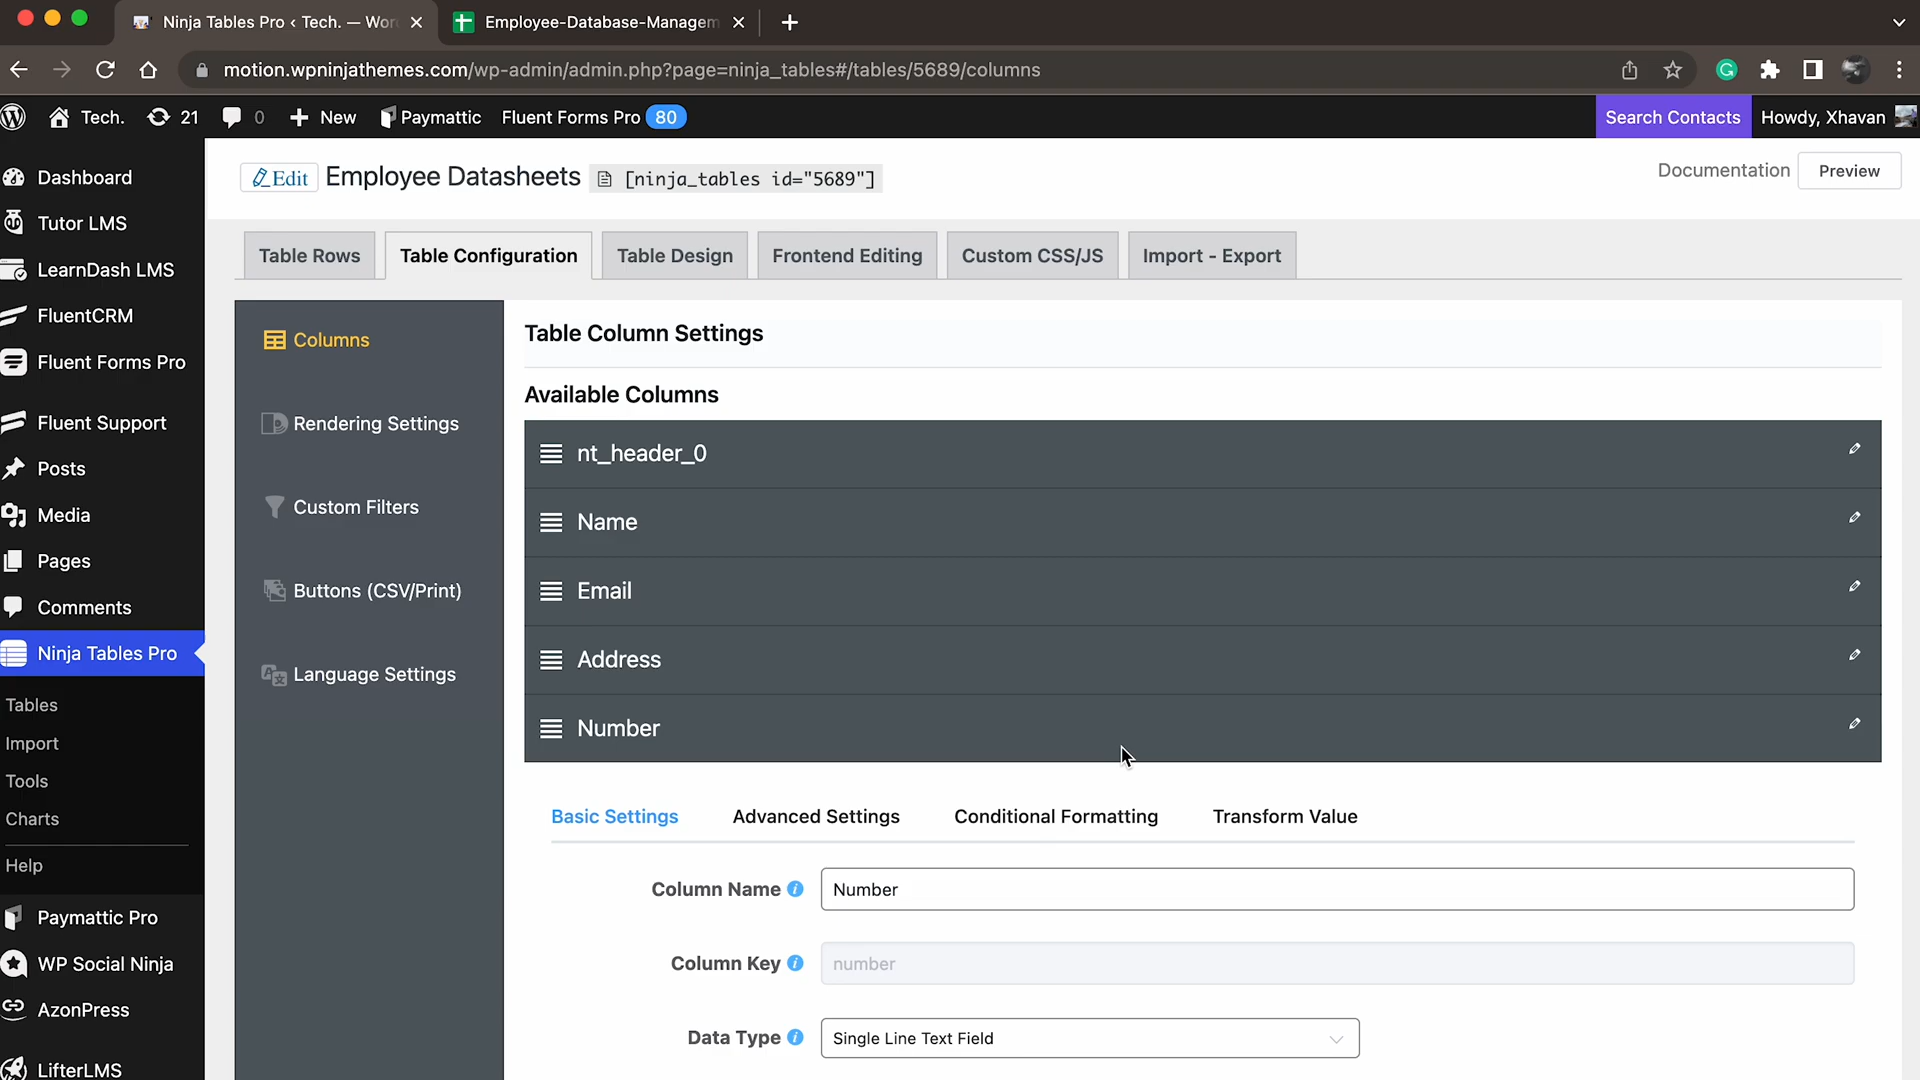 Ninja Tables Pro ‹ Tech. — Wor
Employee-Database-Managem
motion.wpninjathemes.com/wp-admin/admin.php?page=ninja_tables#/tables/5689/columns
Tech.
21
0
New
Paymattic
Fluent Forms Pro 80
Search Contacts
Howdy, Xhavan
Dashboard
Tutor LMS
LearnDash LMS
FluentCRM
Fluent Forms Pro
Fluent Support
Posts
Media
Pages
Comments
Ninja Tables Pro
Tables
Import
Tools
Charts
Help
Paymattic Pro
WP Social Ninja
AzonPress
LifterLMS
Edit
Employee Datasheets
[ninja_tables id="5689"]
Documentation
Preview
Table Rows
Table Configuration
Table Design
Frontend Editing
Custom CSS/JS
Import - Export
Columns
Rendering Settings
Custom Filters
Buttons (CSV/Print)
Language Settings
Table Column Settings
Available Columns
nt_header_0
Name
Email
Address
Number
Basic Settings
Advanced Settings
Conditional Formatting
Transform Value
Column Name
Number
Column Key
number
Data Type
Single Line Text Field